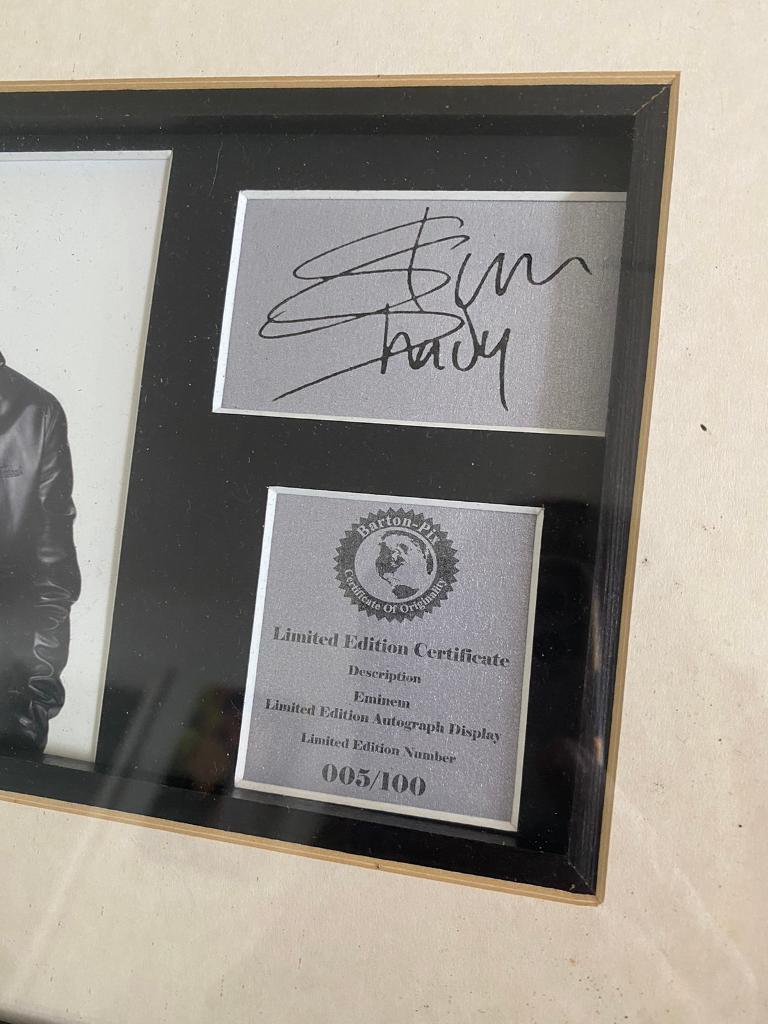 Slim
Shady
Barton-Pix
Certificate Of Originality
Limited Edition Certificate
Description
Eminem
Limited Edition Autograph Display
Limited Edition Number
005/100